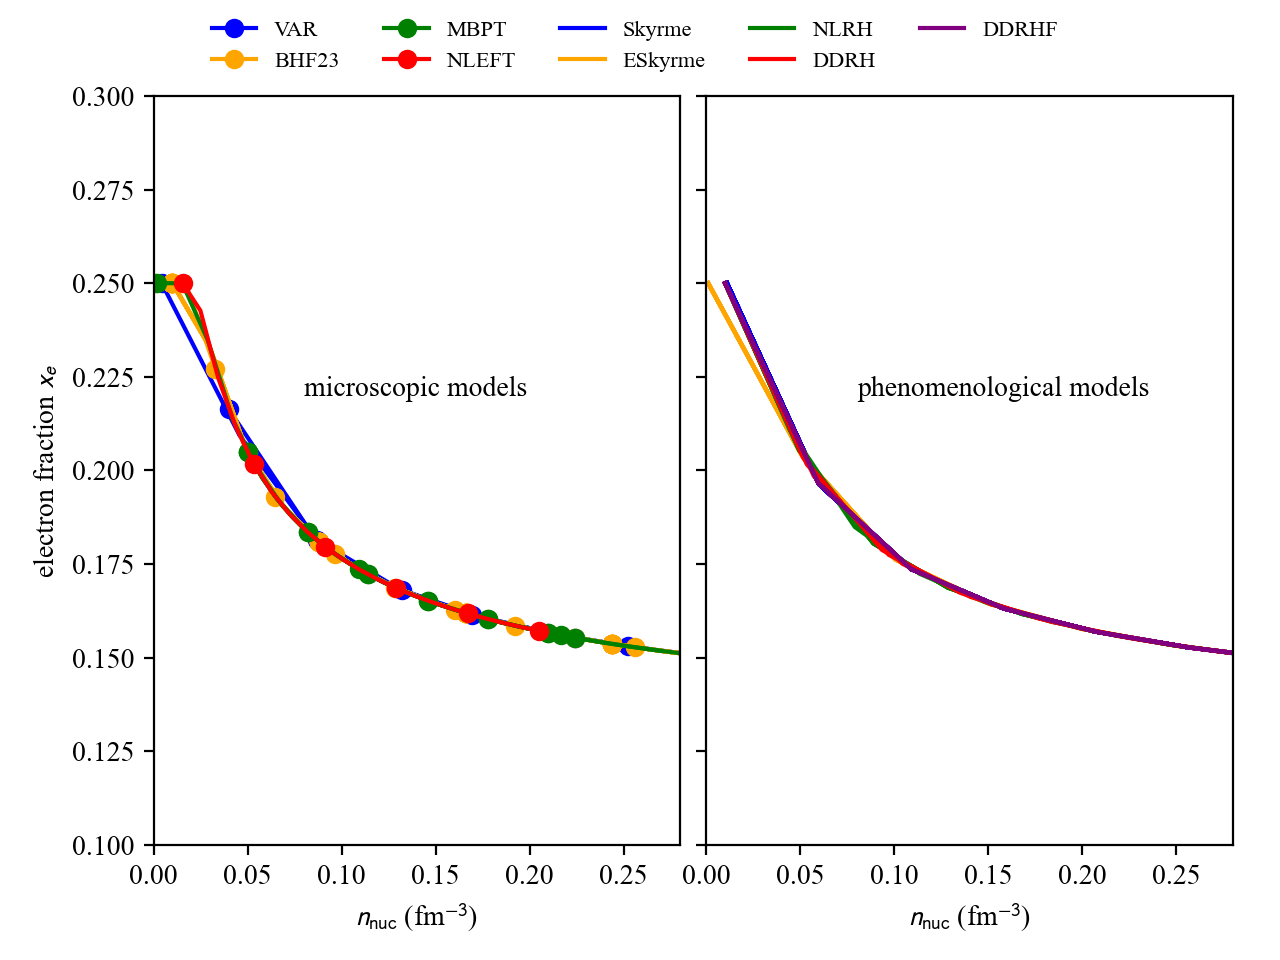 VAR MBPT Skyrme NLRH DDRHF
BHF23 NLEFT ESkyrme DDRH
0.300
0.275
0.250
0.225
0.200
0.175
0.150
0.125
0.100
electron fraction xₑ
microscopic models
phenomenological models
0.00 0.05 0.10 0.15 0.20 0.25
0.00 0.05 0.10 0.15 0.20 0.25
n_nuc (fm⁻³)
n_nuc (fm⁻³)